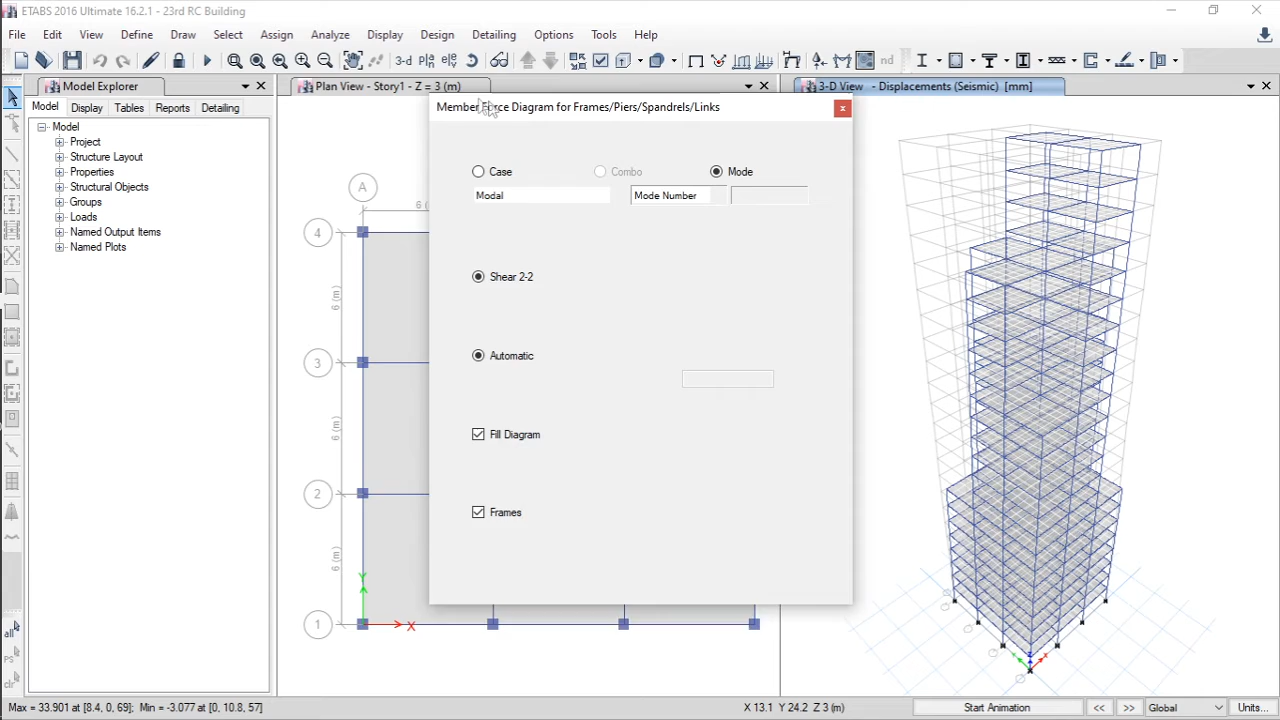 ETABS 2016 Ultimate 16.2.1 - 23rd RC Building
File Edit View Define Draw Select Assign Analyze Display Design Detailing Options Tools Help
3-d nd
Model Explorer
Model Display Tables Reports Detailing
Model
Project
Structure Layout
Properties
Structural Objects
Groups
Loads
Named Output Items
Named Plots
Plan View - Story1 - Z = 3 (m)
A
4
3
2
1
6 (m)
6 (m)
6 (m)
Y
X
Member Force Diagram for Frames/Piers/Spandrels/Links
Case Combo Mode
Modal Mode Number
Shear 2-2
Automatic
Fill Diagram
Frames
3-D View - Displacements (Seismic) [mm]
all
Max = 33.901 at [8.4, 0, 69]; Min = -3.077 at [0, 10.8, 57] X 13.1 Y 24.2 Z 3 (m) Start Animation << >> Global Units...